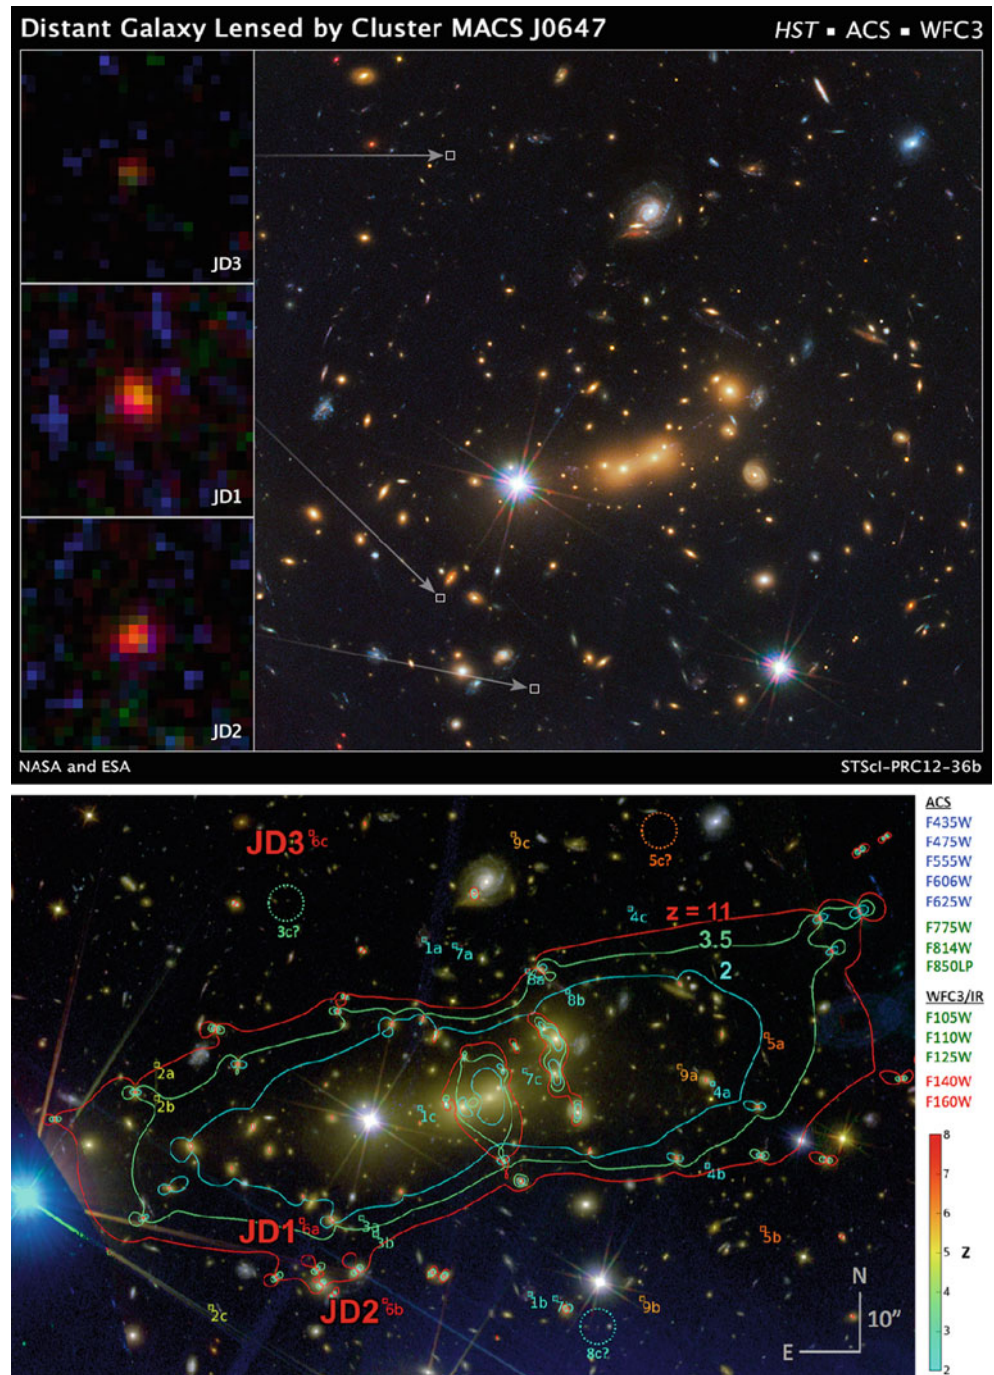 Distant Galaxy Lensed by Cluster MACS J0647
HST ▪ ACS ▪ WFC3
JD3
JD1
JD2
NASA and ESA
STScI-PRC12-36b
JD3 6c
9c
5c?
3c?
4c
z = 11
3.5
2
1a
7a
8a
8b
2a
2b
7c
9a
5a
4a
1c
4b
JD1 6a
3a
3b
5b
JD2 6b
2c
1b
9b
8c?
N
E
10”
ACS
F435W
F475W
F555W
F606W
F625W
F775W
F814W
F850LP
WFC3/IR
F105W
F110W
F125W
F140W
F160W
8
7
6
5
4
3
2
Z